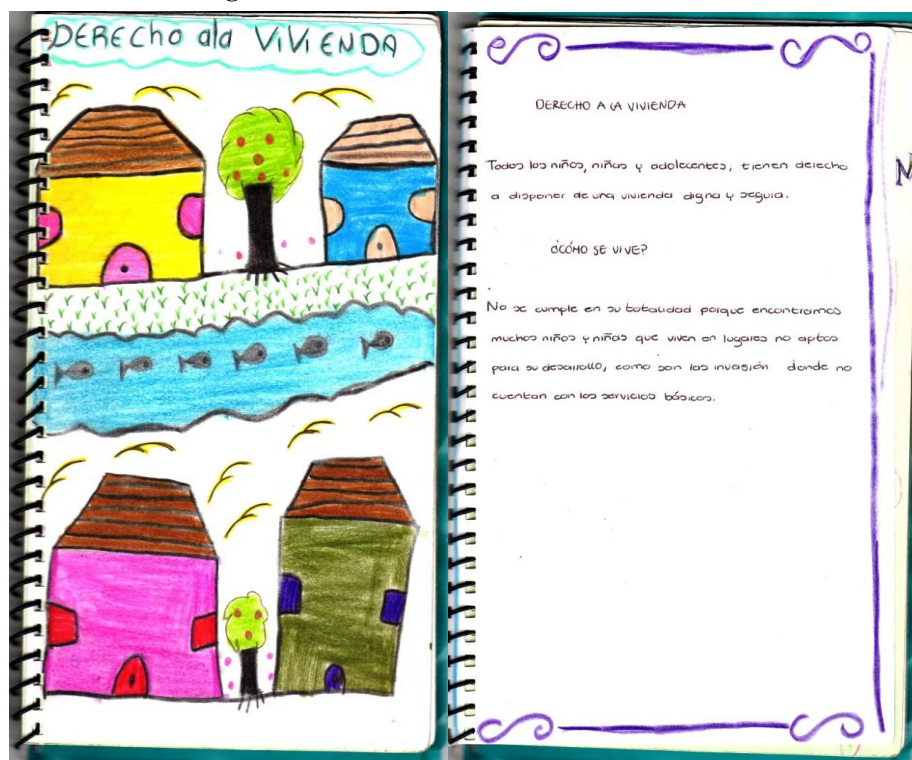 DERECho ala ViViENDA
DERECHO A LA VIVIENDA
Todos los niños, niñas y adolecentes, tienen derecho
a disponer de una vivienda digna y segura.
¿CÓMO SE VIVE?
No se cumple en su totalidad porque encontramos
muchos niños y niñas que viven en lugares no aptos
para su desarrollo, como son las invasión donde no
cuentan con los servicios básicos.
N